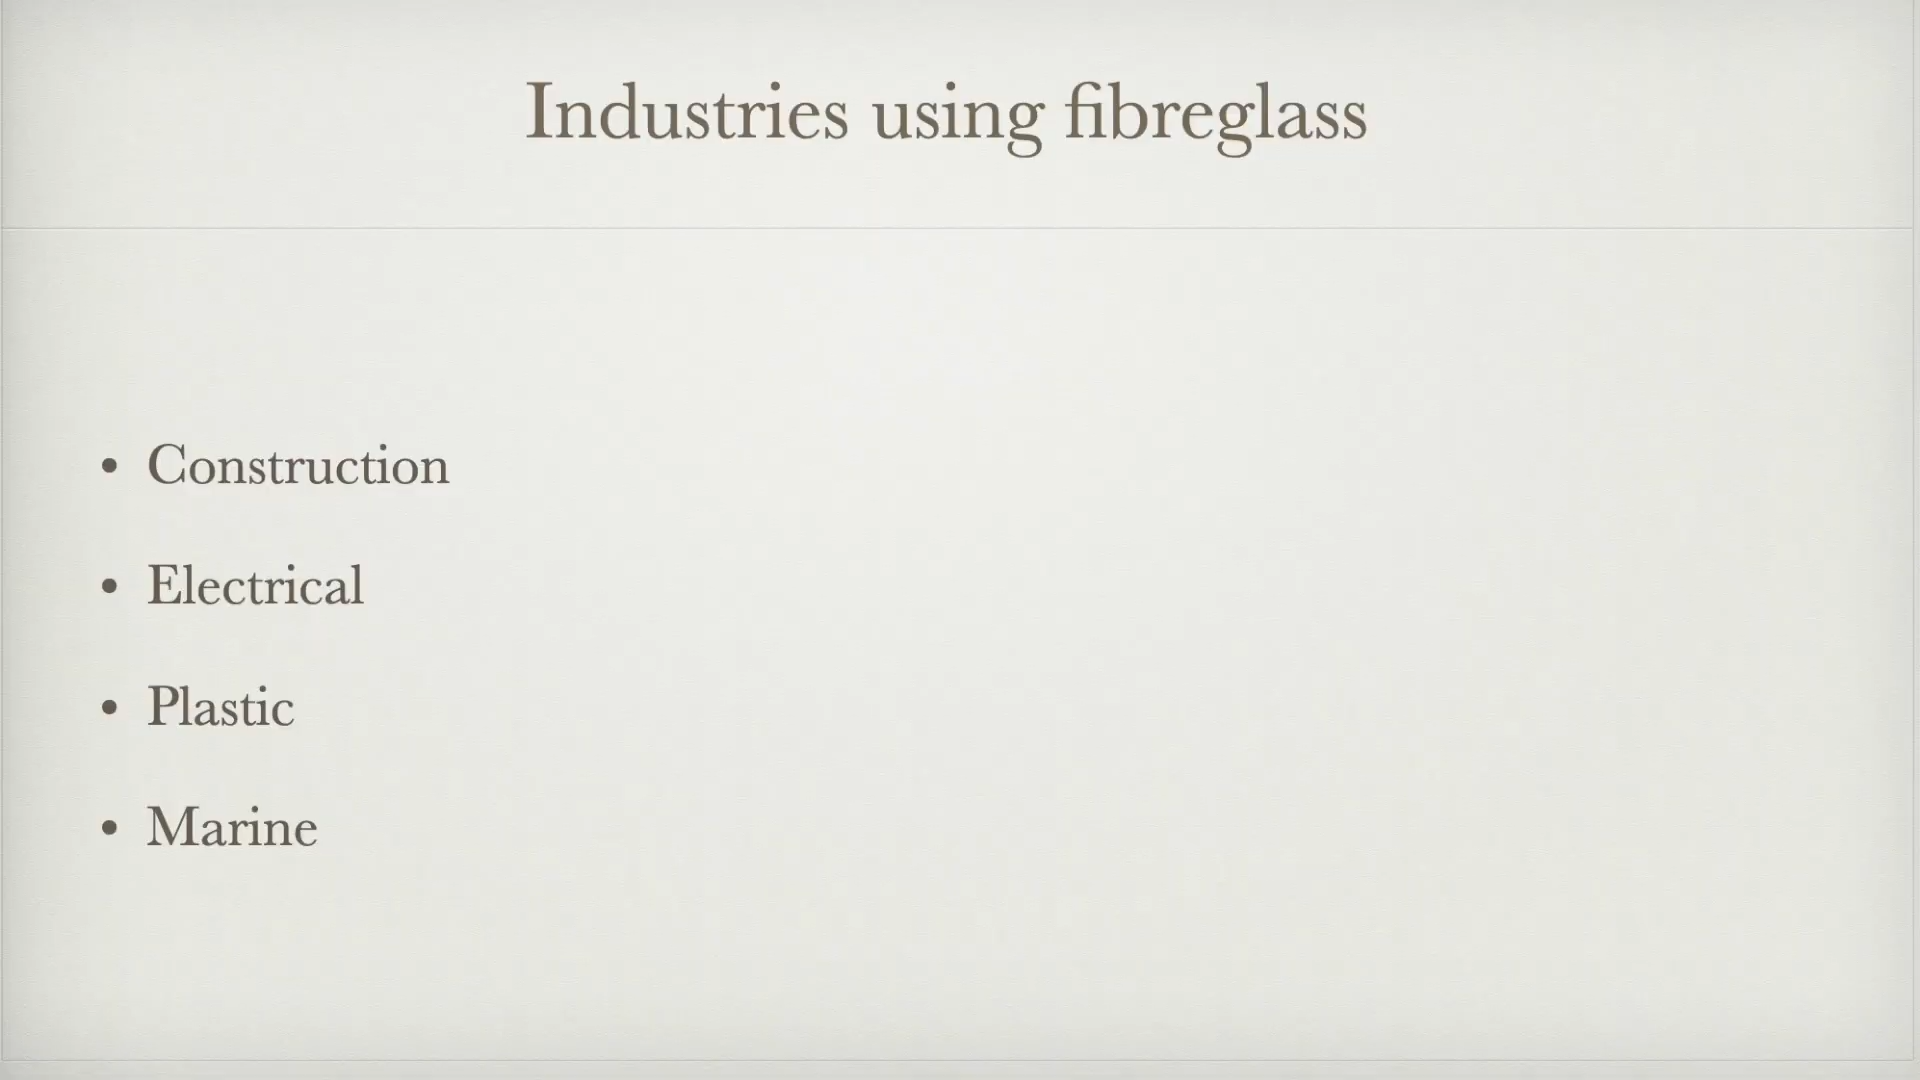 Industries using fibreglass
• Construction
• Electrical
• Plastic
• Marine